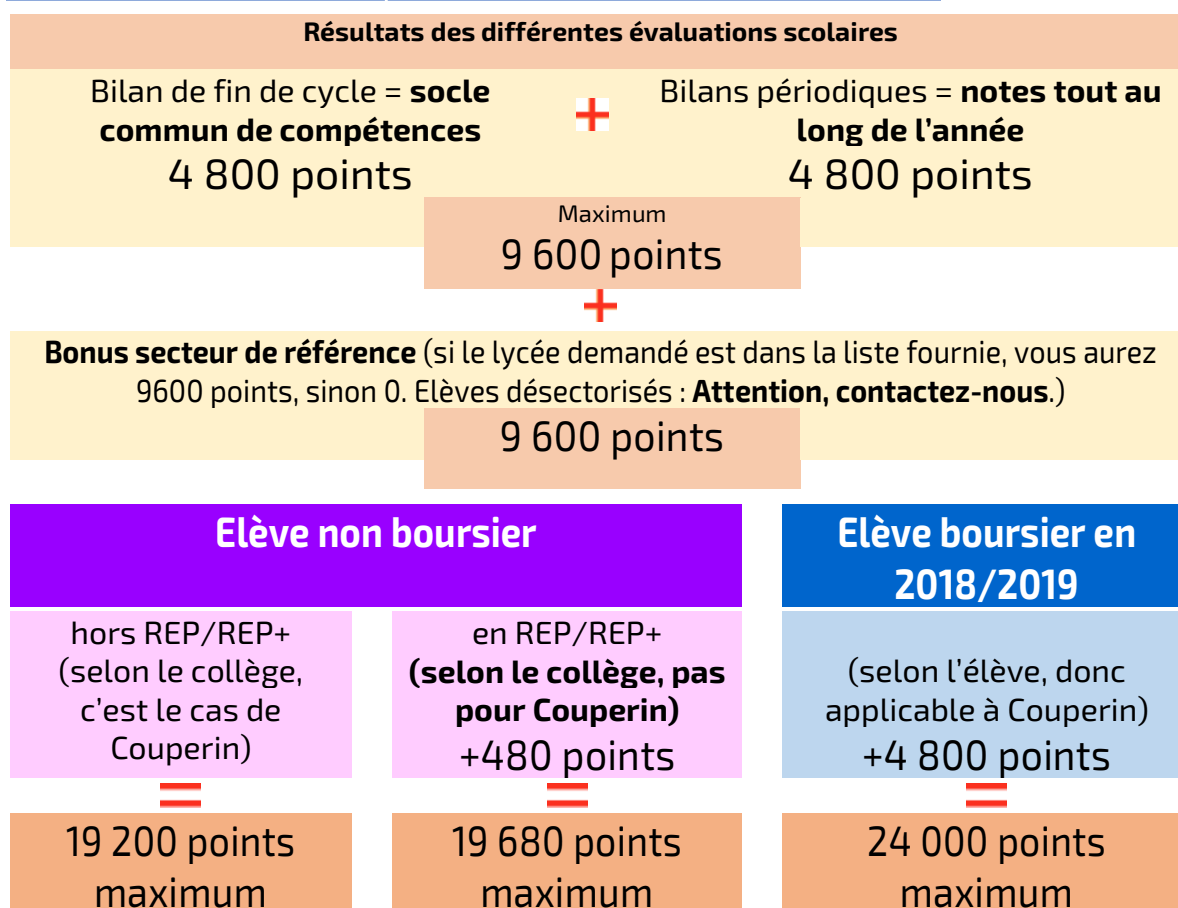 Résultats des différentes évaluations scolaires
Bilan de fin de cycle = socle
commun de compétences
4 800 points
+
Bilans périodiques = notes tout au
long de l’année
4 800 points
Maximum
9 600 points
+
Bonus secteur de référence (si le lycée demandé est dans la liste fournie, vous aurez
9600 points, sinon 0. Elèves désectorisés : Attention, contactez-nous.)
9 600 points
Elève non boursier
hors REP/REP+
(selon le collège,
c’est le cas de
Couperin)
=
19 200 points
maximum
en REP/REP+
(selon le collège, pas
pour Couperin)
+480 points
=
19 680 points
maximum
Elève boursier en
2018/2019
(selon l’élève, donc
applicable à Couperin)
+4 800 points
=
24 000 points
maximum